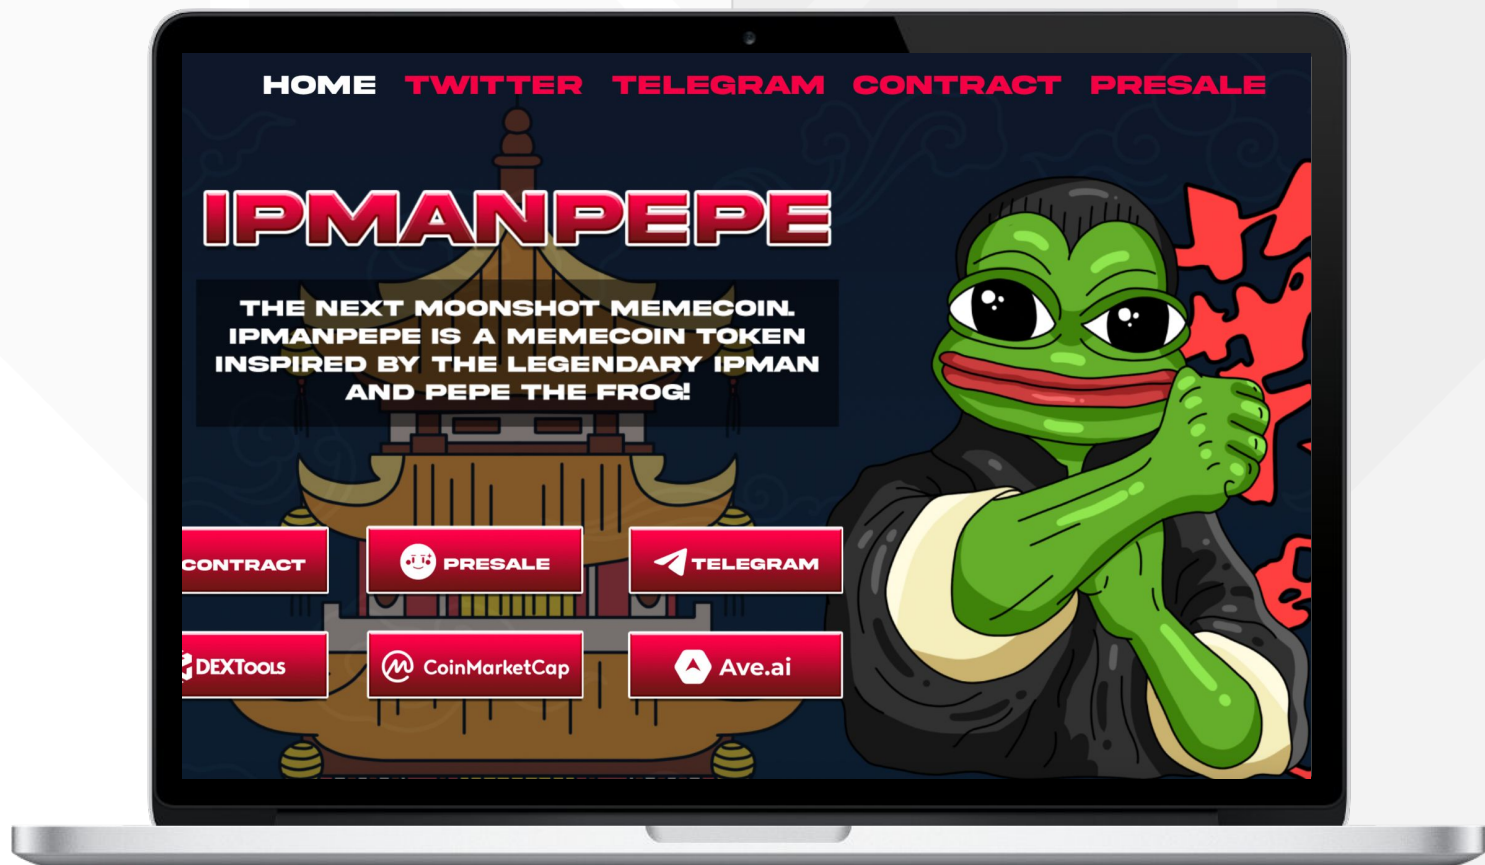 HOME TWITTER TELEGRAM CONTRACT PRESALE
IPMANPEPE
THE NEXT MOONSHOT MEMECOIN.
IPMANPEPE IS A MEMECOIN TOKEN
INSPIRED BY THE LEGENDARY IPMAN
AND PEPE THE FROG!
CONTRACT PRESALE TELEGRAM
DEXTools CoinMarketCap Ave.ai